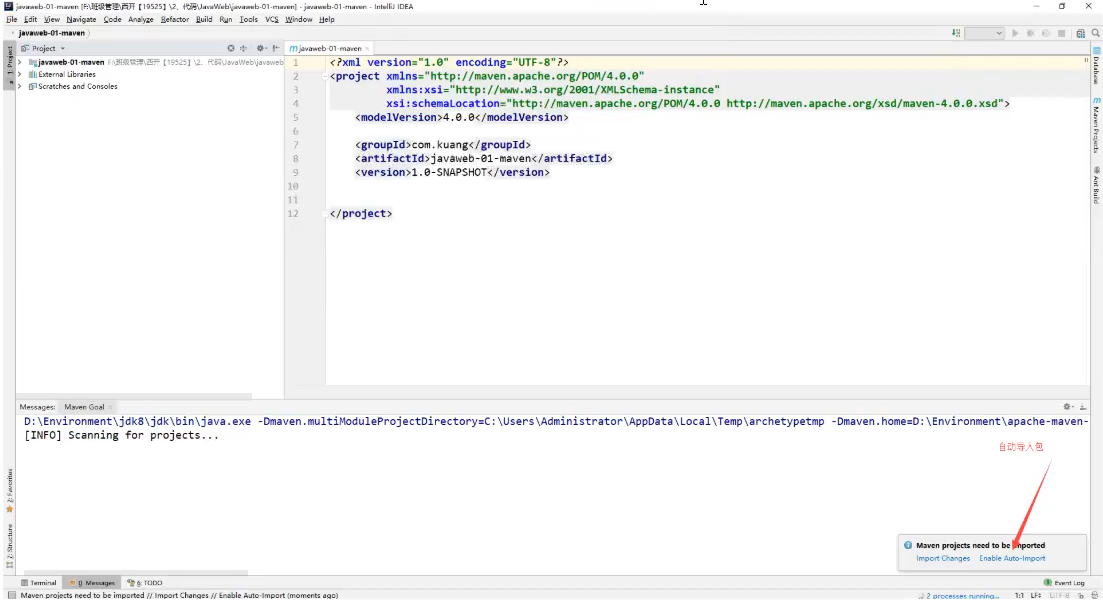 javaweb-01-maven [F:\班级管理\西开【19525】\2、代码\JavaWeb\javaweb-01-maven] - javaweb-01-maven - IntelliJ IDEA
File Edit View Navigate Code Analyze Refactor Build Run Tools VCS Window Help
javaweb-01-maven
Project
javaweb-01-maven
1: Project
javaweb-01-maven F:\班级管理\西开【19525】\2、代码\JavaWeb\javaweb
External Libraries
Scratches and Consoles
1 <?xml version="1.0" encoding="UTF-8"?>
2 <project xmlns="http://maven.apache.org/POM/4.0.0"
3 xmlns:xsi="http://www.w3.org/2001/XMLSchema-instance"
4 xsi:schemaLocation="http://maven.apache.org/POM/4.0.0 http://maven.apache.org/xsd/maven-4.0.0.xsd">
5 <modelVersion>4.0.0</modelVersion>
6
7 <groupId>com.kuang</groupId>
8 <artifactId>javaweb-01-maven</artifactId>
9 <version>1.0-SNAPSHOT</version>
10
11
12 </project>
Database
Maven Projects
Ant Build
Messages: Maven Goal
D:\Environment\jdk8\jdk\bin\java.exe -Dmaven.multiModuleProjectDirectory=C:\Users\Administrator\AppData\Local\Temp\archetypetmp -Dmaven.home=D:\Environment\apache-maven-
[INFO] Scanning for projects...
自动导入包
2: Favorites
Z: Structure
Maven projects need to be imported
Import Changes Enable Auto-Import
Terminal 0: Messages 6: TODO
Event Log
Maven projects need to be imported // Import Changes // Enable Auto-Import (moments ago)
2 processes running... 1:1 LF÷ UTF-8